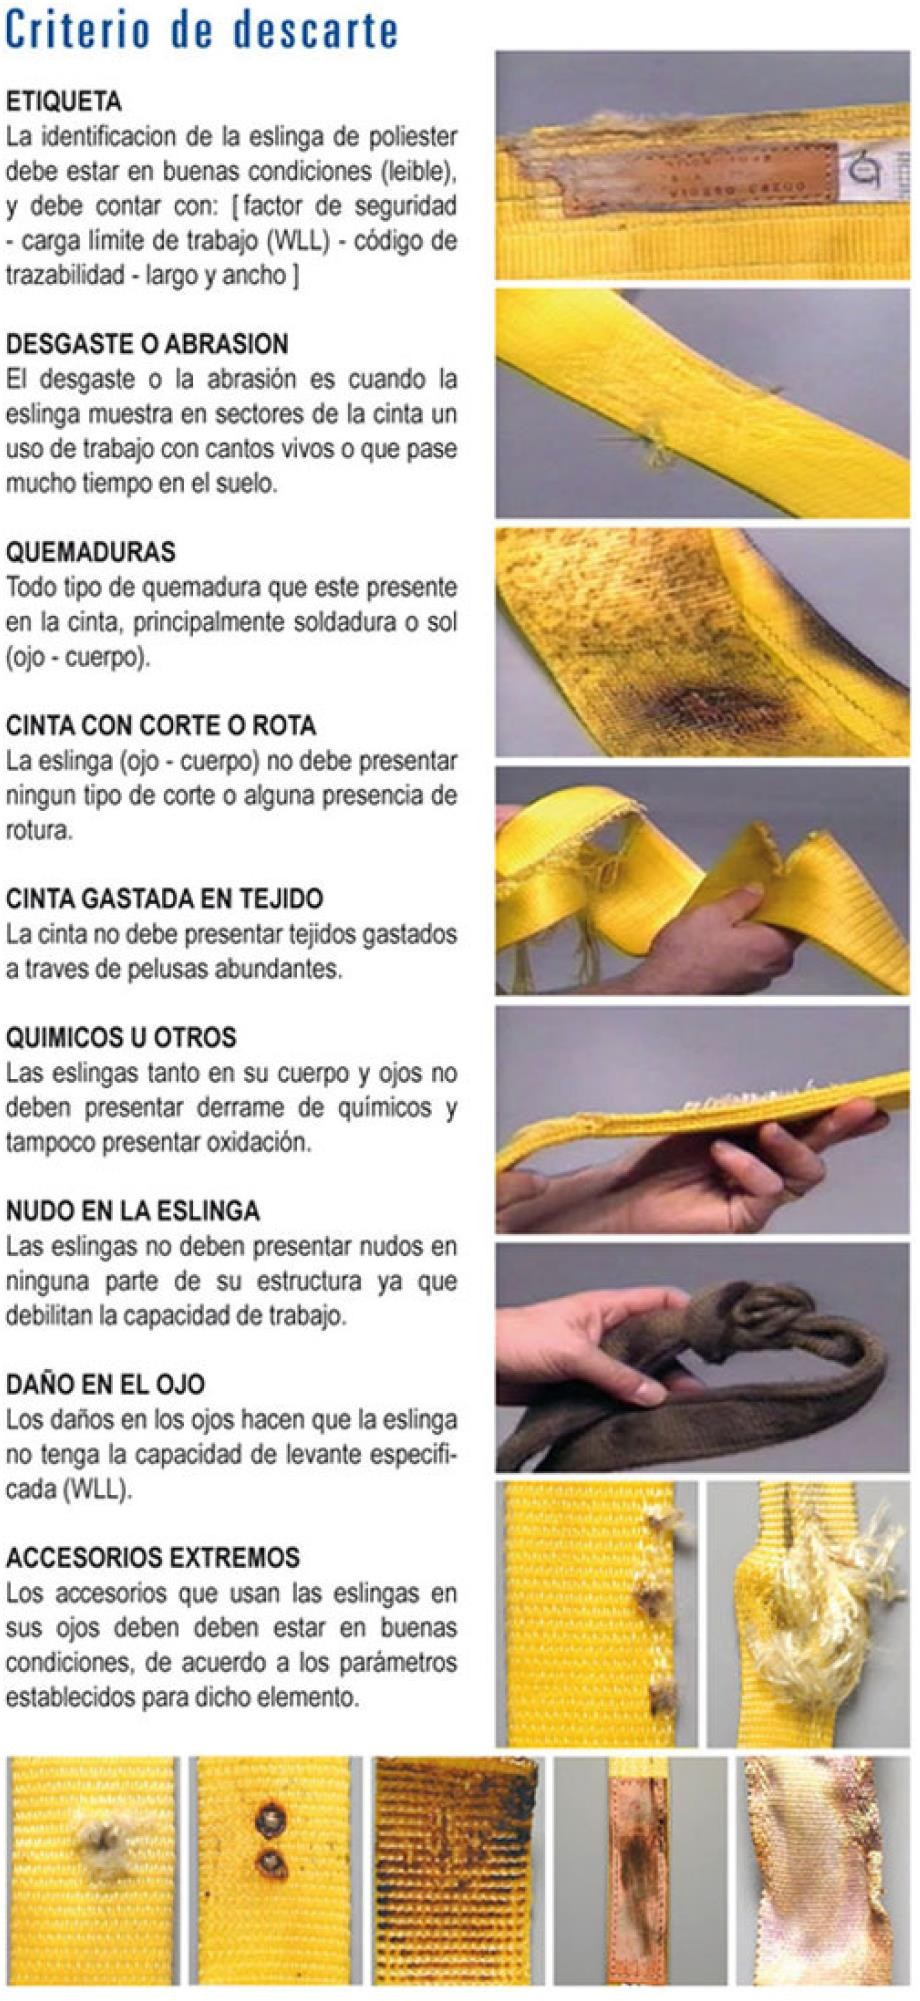 Criterio de descarte
ETIQUETA
La identificacion de la eslinga de poliester
debe estar en buenas condiciones (leible),
y debe contar con: [ factor de seguridad
- carga límite de trabajo (WLL) - código de
trazabilidad - largo y ancho ]
DESGASTE O ABRASION
El desgaste o la abrasión es cuando la
eslinga muestra en sectores de la cinta un
uso de trabajo con cantos vivos o que pase
mucho tiempo en el suelo.
QUEMADURAS
Todo tipo de quemadura que este presente
en la cinta, principalmente soldadura o sol
(ojo - cuerpo).
CINTA CON CORTE O ROTA
La eslinga (ojo - cuerpo) no debe presentar
ningun tipo de corte o alguna presencia de
rotura.
CINTA GASTADA EN TEJIDO
La cinta no debe presentar tejidos gastados
a traves de pelusas abundantes.
QUIMICOS U OTROS
Las eslingas tanto en su cuerpo y ojos no
deben presentar derrame de químicos y
tampoco presentar oxidación.
NUDO EN LA ESLINGA
Las eslingas no deben presentar nudos en
ninguna parte de su estructura ya que
debilitan la capacidad de trabajo.
DAÑO EN EL OJO
Los daños en los ojos hacen que la eslinga
no tenga la capacidad de levante especifi-
cada (WLL).
ACCESORIOS EXTREMOS
Los accesorios que usan las eslingas en
sus ojos deben deben estar en buenas
condiciones, de acuerdo a los parámetros
establecidos para dicho elemento.